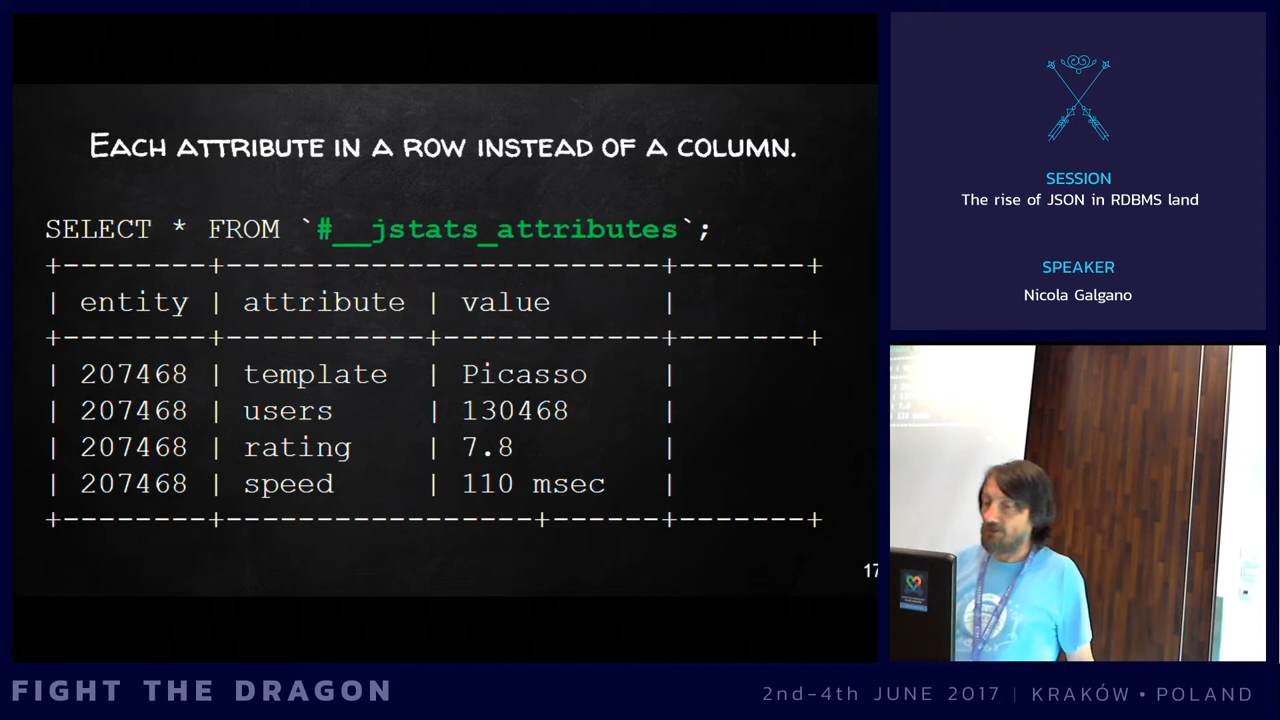 EACH ATTRIBUTE IN A ROW INSTEAD OF A COLUMN.
SELECT * FROM `#__jstats_attributes`;
+--------+------------------------+-------+
| entity | attribute | value |
+--------+-----------+------------+-------+
| 207468 | template | Picasso |
| 207468 | users | 130468 |
| 207468 | rating | 7.8 |
| 207468 | speed | 110 msec |
+--------+-----------------+------+-------+
17
SESSION
The rise of JSON in RDBMS land
SPEAKER
Nicola Galgano
FIGHT THE DRAGON
2nd-4th JUNE 2017 | KRAKÓW • POLAND